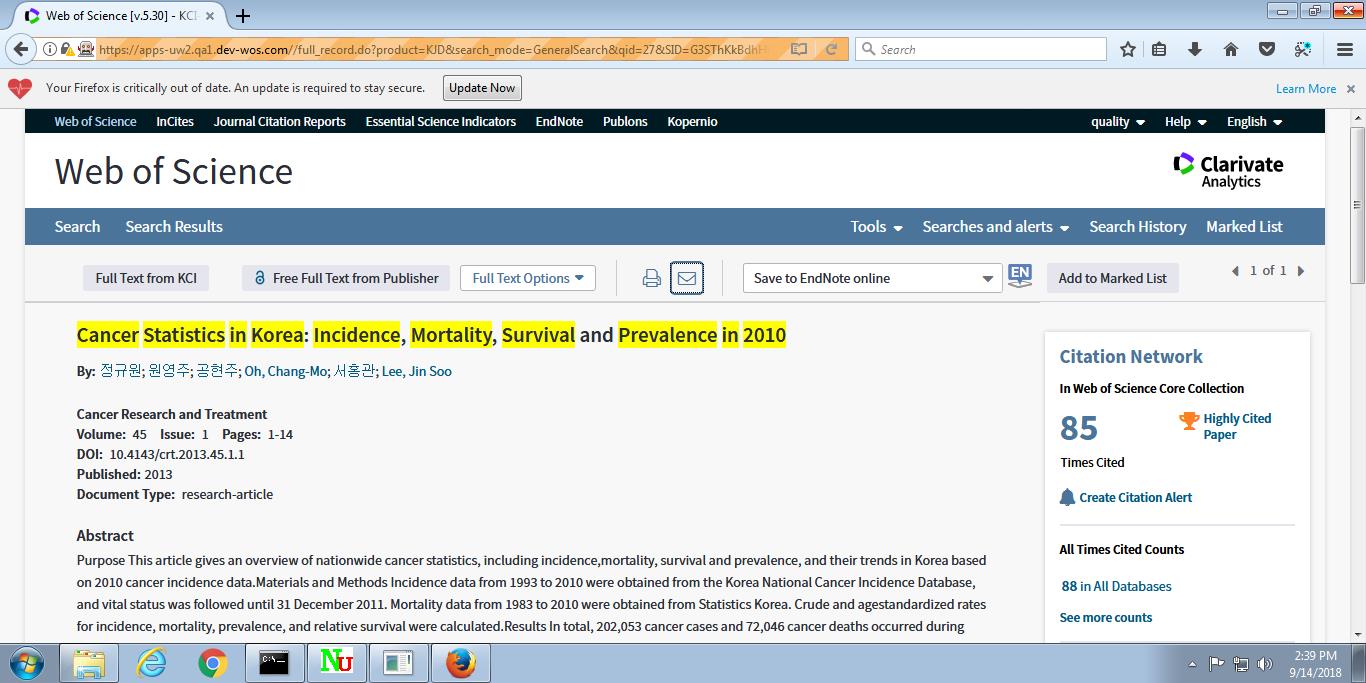 Web of Science [v.5.30] - KCI
https://apps-uw2.qa1.dev-wos.com//full_record.do?product=KJD&search_mode=GeneralSearch&qid=27&SID=G3SThKkBdhH
Search
Your Firefox is critically out of date. An update is required to stay secure.
Update Now
Learn More
Web of Science InCites Journal Citation Reports Essential Science Indicators EndNote Publons Kopernio
quality Help English
Web of Science
Clarivate
Analytics
Search Search Results
Tools Searches and alerts Search History Marked List
Full Text from KCI
Free Full Text from Publisher
Full Text Options
Save to EndNote online
EN
Add to Marked List
1 of 1
Cancer Statistics in Korea: Incidence, Mortality, Survival and Prevalence in 2010
By: 정규원; 원영주; 공현주; Oh, Chang-Mo; 서홍관; Lee, Jin Soo
Cancer Research and Treatment
Volume: 45 Issue: 1 Pages: 1-14
DOI: 10.4143/crt.2013.45.1.1
Published: 2013
Document Type: research-article
Abstract
Purpose This article gives an overview of nationwide cancer statistics, including incidence,mortality, survival and prevalence, and their trends in Korea based
on 2010 cancer incidence data.Materials and Methods Incidence data from 1993 to 2010 were obtained from the Korea National Cancer Incidence Database,
and vital status was followed until 31 December 2011. Mortality data from 1983 to 2010 were obtained from Statistics Korea. Crude and agestandardized rates
for incidence, mortality, prevalence, and relative survival were calculated.Results In total, 202,053 cancer cases and 72,046 cancer deaths occurred during
Citation Network
In Web of Science Core Collection
85
Highly Cited
Paper
Times Cited
Create Citation Alert
All Times Cited Counts
88 in All Databases
See more counts
C:\_
NU
2:39 PM
9/14/2018